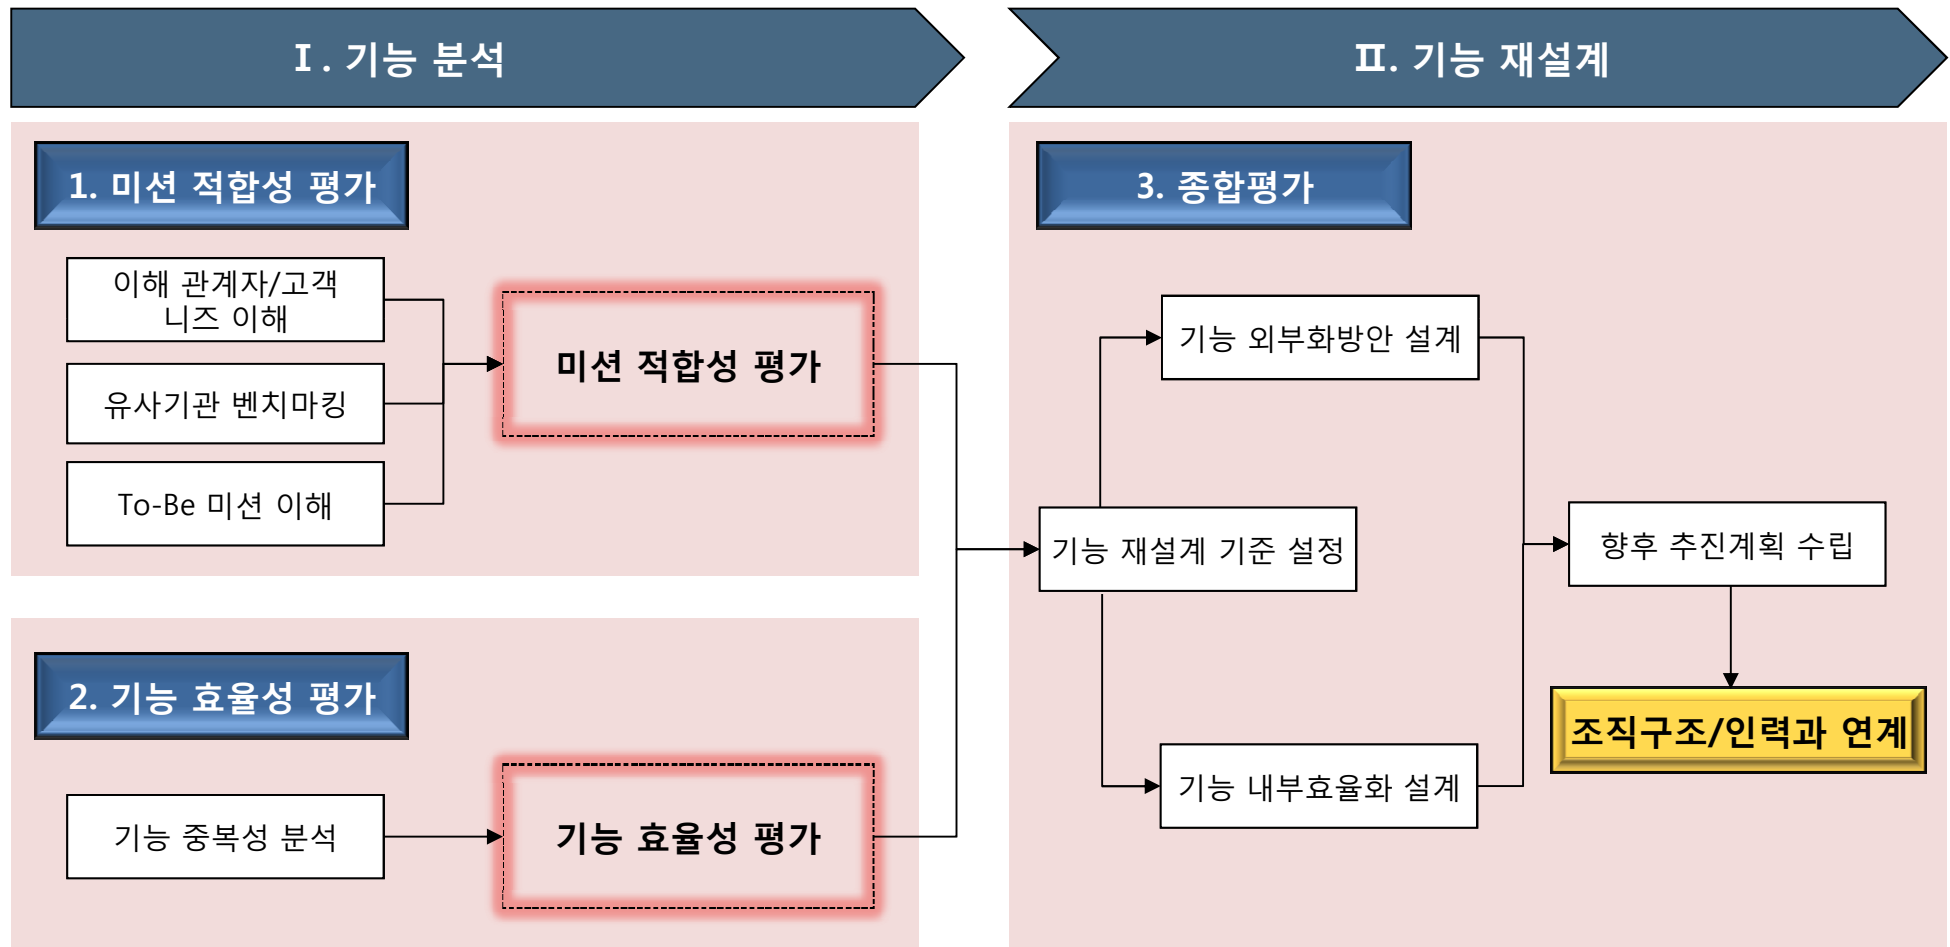 Ⅰ. 기능 분석
Ⅱ. 기능 재설계
1. 미션 적합성 평가
이해 관계자/고객
니즈 이해
유사기관 벤치마킹
To-Be 미션 이해
미션 적합성 평가
2. 기능 효율성 평가
기능 중복성 분석
기능 효율성 평가
3. 종합평가
기능 외부화방안 설계
기능 재설계 기준 설정
향후 추진계획 수립
조직구조/인력과 연계
기능 내부효율화 설계